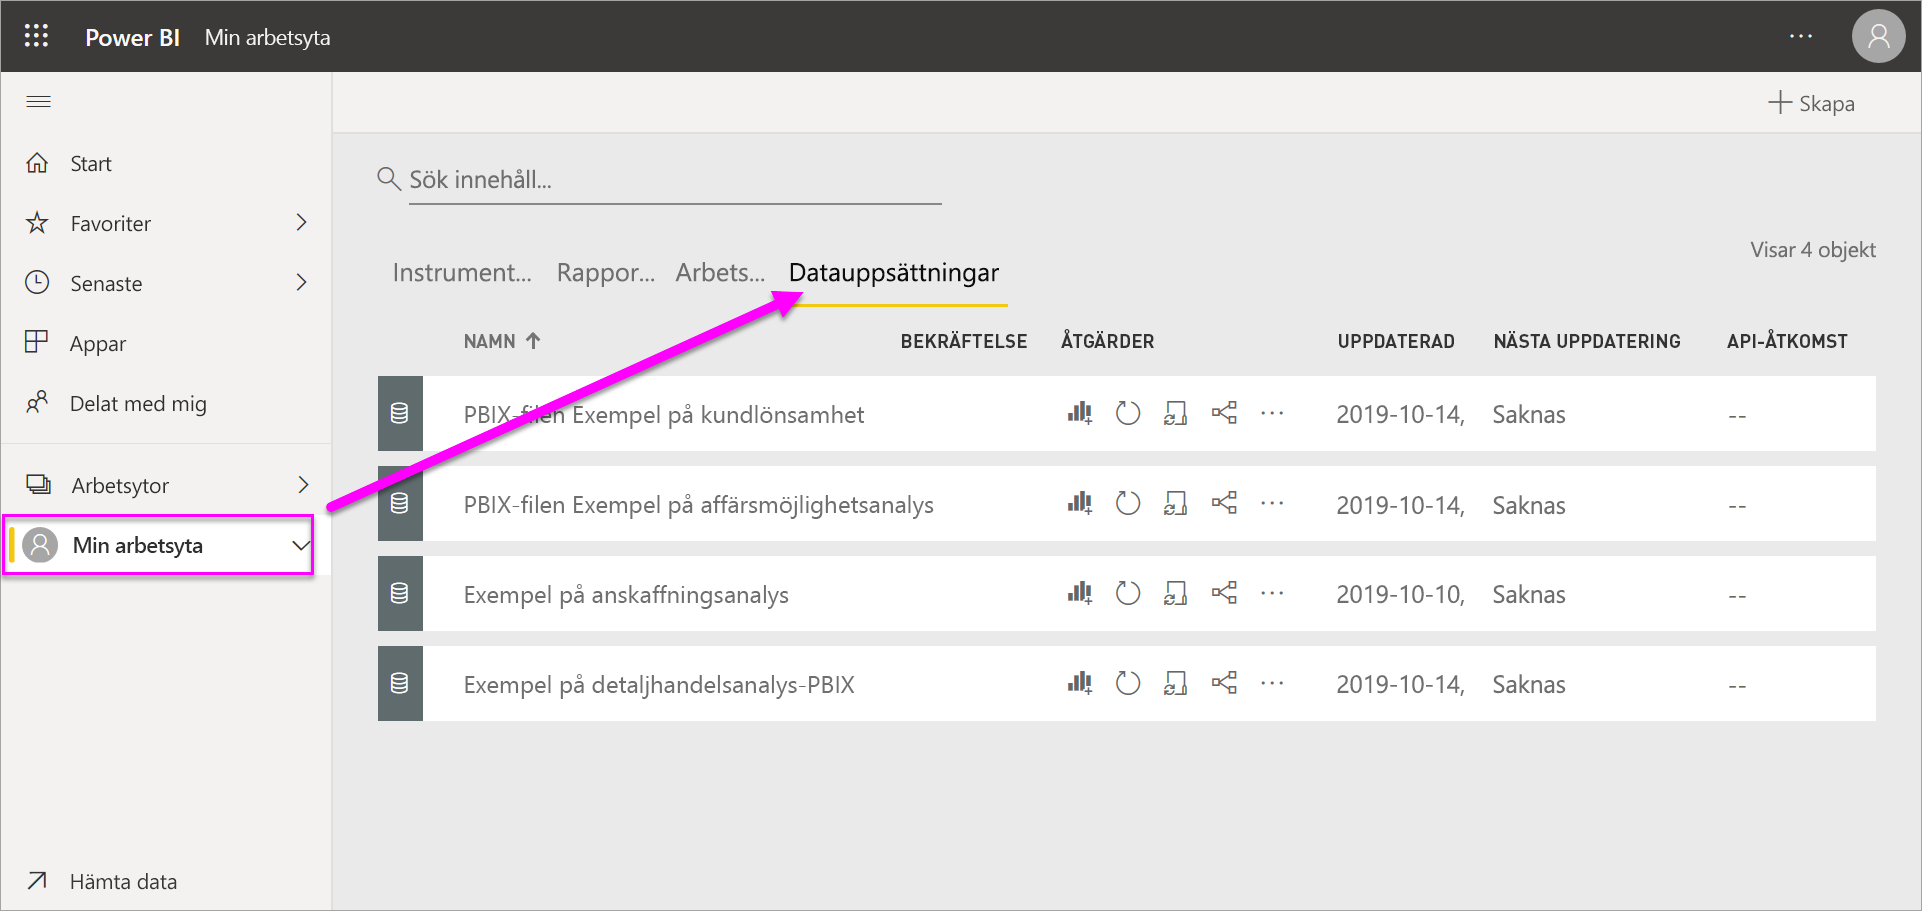 Power BI Min arbetsyta ...
Skapa
Start
Favoriter
Senaste
Appar
Delat med mig
Arbetsytor
Min arbetsyta
Hämta data
Sök innehåll...
Visar 4 objekt
Instrument... Rappor... Arbets... Datauppsättningar
NAMN BEKRÄFTELSE ÅTGÄRDER UPPDATERAD NÄSTA UPPDATERING API-ÅTKOMST
PBIX-filen Exempel på kundlönsamhet ... 2019-10-14, Saknas --
PBIX-filen Exempel på affärsmöjlighetsanalys ... 2019-10-14, Saknas --
Exempel på anskaffningsanalys ... 2019-10-10, Saknas --
Exempel på detaljhandelsanalys-PBIX ... 2019-10-14, Saknas --